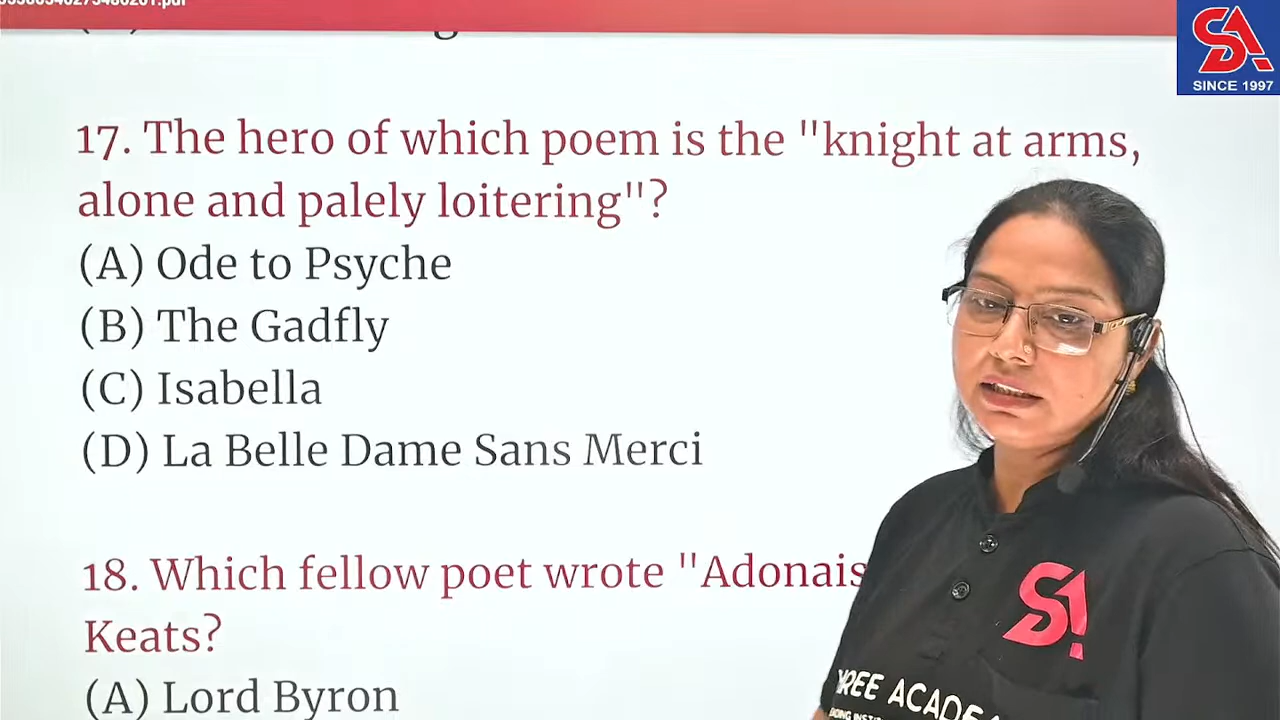 SINCE 1997
17. The hero of which poem is the "knight at arms,
alone and palely loitering"?
(A) Ode to Psyche
(B) The Gadfly
(C) Isabella
(D) La Belle Dame Sans Merci
18. Which fellow poet wrote "Adonais
Keats?
(A) Lord Byron